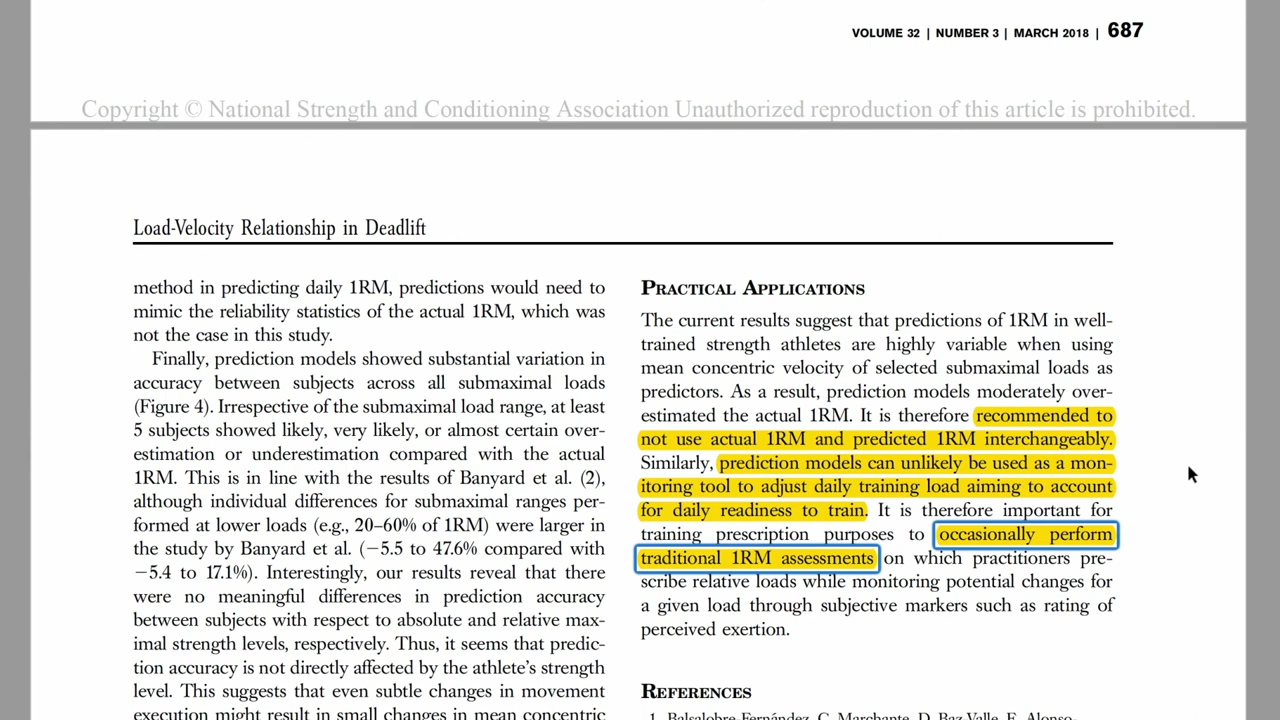 VOLUME 32 | NUMBER 3 | MARCH 2018 | 687
Copyright © National Strength and Conditioning Association Unauthorized reproduction of this article is prohibited.
Load-Velocity Relationship in Deadlift
method in predicting daily 1RM, predictions would need to
mimic the reliability statistics of the actual 1RM, which was
not the case in this study.
Finally, prediction models showed substantial variation in
accuracy between subjects across all submaximal loads
(Figure 4). Irrespective of the submaximal load range, at least
5 subjects showed likely, very likely, or almost certain over-
estimation or underestimation compared with the actual
1RM. This is in line with the results of Banyard et al. (2),
although individual differences for submaximal ranges per-
formed at lower loads (e.g., 20–60% of 1RM) were larger in
the study by Banyard et al. (−5.5 to 47.6% compared with
−5.4 to 17.1%). Interestingly, our results reveal that there
were no meaningful differences in prediction accuracy
between subjects with respect to absolute and relative max-
imal strength levels, respectively. Thus, it seems that predic-
tion accuracy is not directly affected by the athlete's strength
level. This suggests that even subtle changes in movement
execution might result in small changes in mean concentric
PRACTICAL APPLICATIONS
The current results suggest that predictions of 1RM in well-
trained strength athletes are highly variable when using
mean concentric velocity of selected submaximal loads as
predictors. As a result, prediction models moderately over-
estimated the actual 1RM. It is therefore recommended to
not use actual 1RM and predicted 1RM interchangeably.
Similarly, prediction models can unlikely be used as a mon-
itoring tool to adjust daily training load aiming to account
for daily readiness to train. It is therefore important for
training prescription purposes to occasionally perform
traditional 1RM assessments on which practitioners pre-
scribe relative loads while monitoring potential changes for
a given load through subjective markers such as rating of
perceived exertion.
REFERENCES
1. Balsalobre-Fernández, C, Marchante, D, Baz-Valle, E, Alonso-